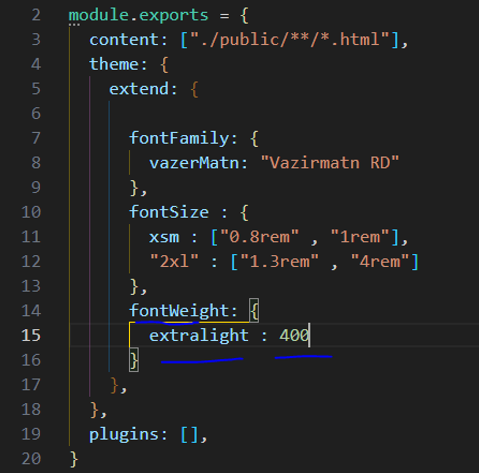 2 module.exports = {
3 content: ["./public/**/*.html"],
4 theme: {
5 extend: {
6
7 fontFamily: {
8 vazerMatn: "Vazirmatn RD"
9 },
10 fontSize : {
11 xsm : ["0.8rem" , "1rem"],
12 "2xl" : ["1.3rem" , "4rem"]
13 },
14 fontWeight: {
15 extralight : 400
16 }
17 },
18 },
19 plugins: [],
20 }